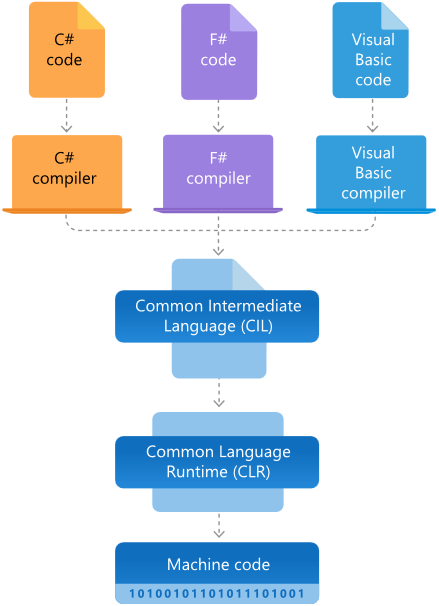 C#
code
F#
code
Visual
Basic
code
C#
compiler
F#
compiler
Visual
Basic
compiler
Common Intermediate
Language (CIL)
Common Language
Runtime (CLR)
Machine code
101001011010111101001